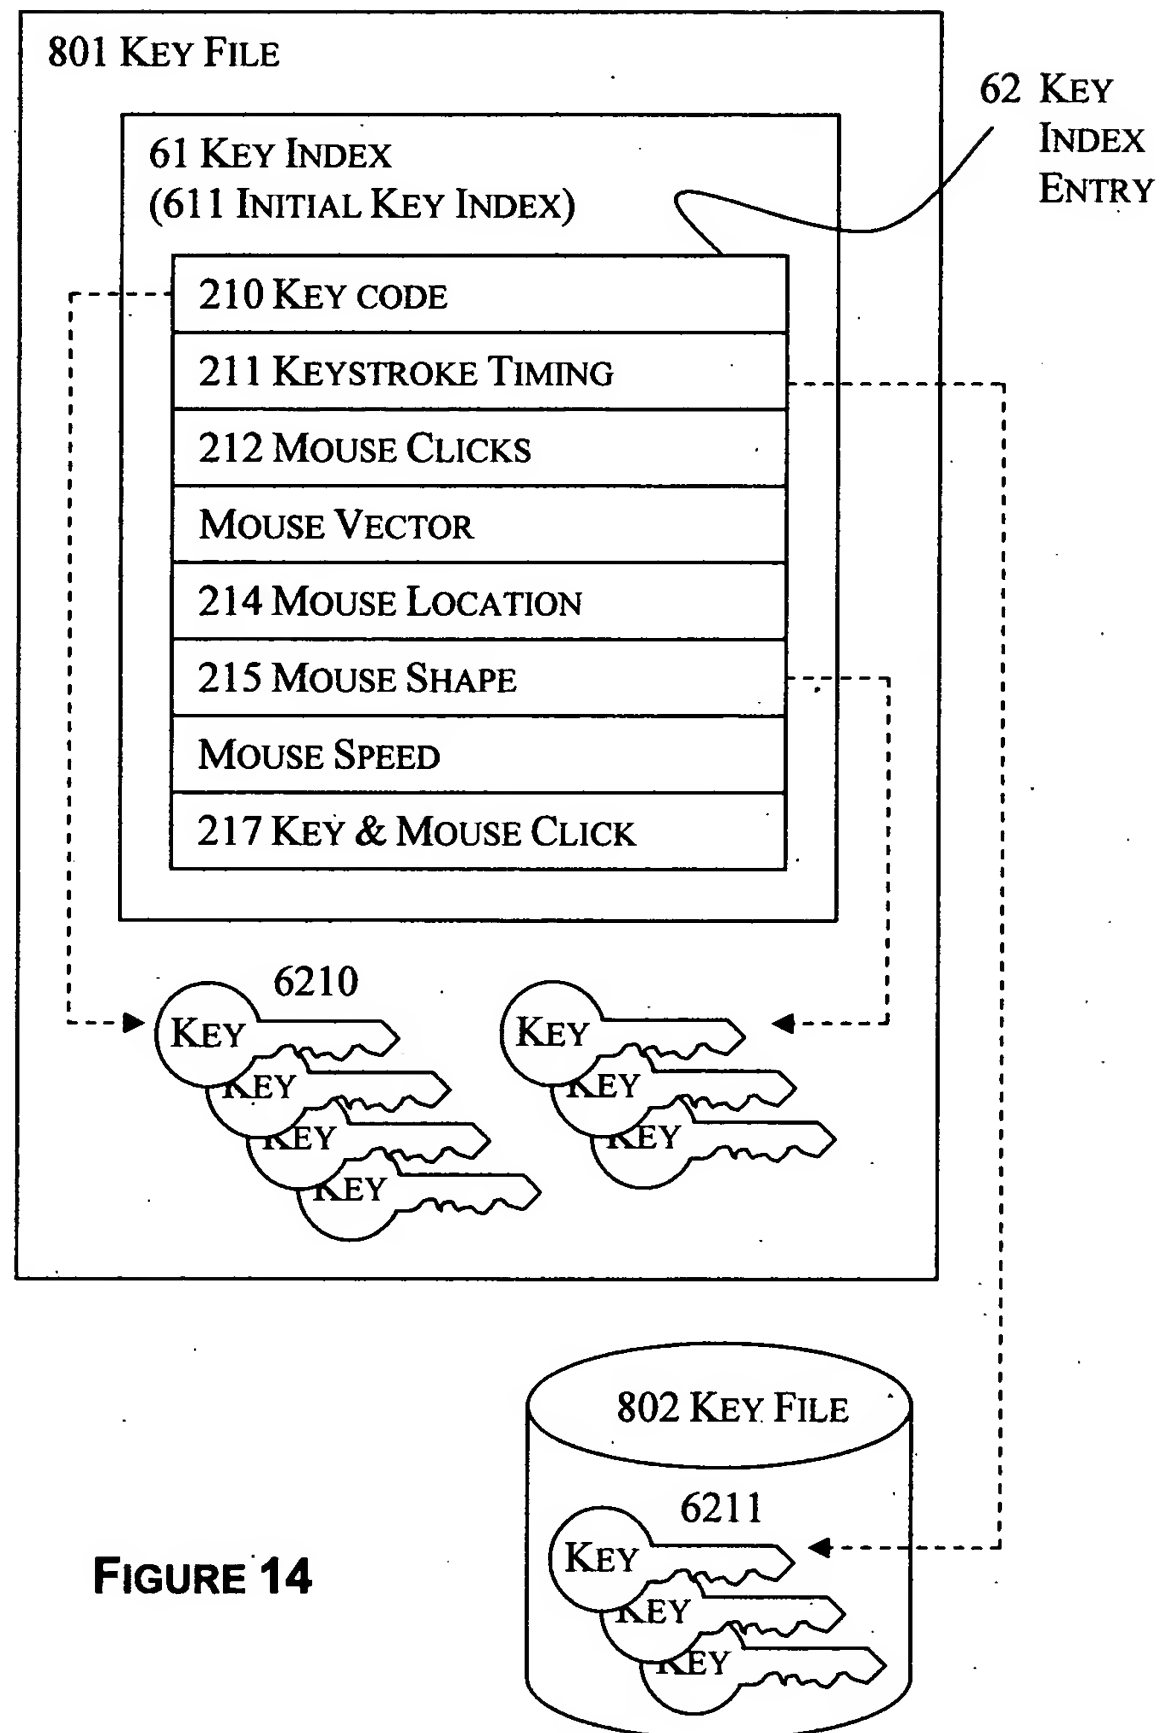 801 KEY FILE
62 KEY
INDEX
ENTRY
61 KEY INDEX
(611 INITIAL KEY INDEX)
210 KEY CODE
211 KEYSTROKE TIMING
212 MOUSE CLICKS
MOUSE VECTOR
214 MOUSE LOCATION
215 MOUSE SHAPE
MOUSE SPEED
217 KEY & MOUSE CLICK
6210
KEY
KEY
KEY
KEY
KEY
KEY
KEY
802 KEY FILE
6211
KEY
KEY
KEY
FIGURE 14